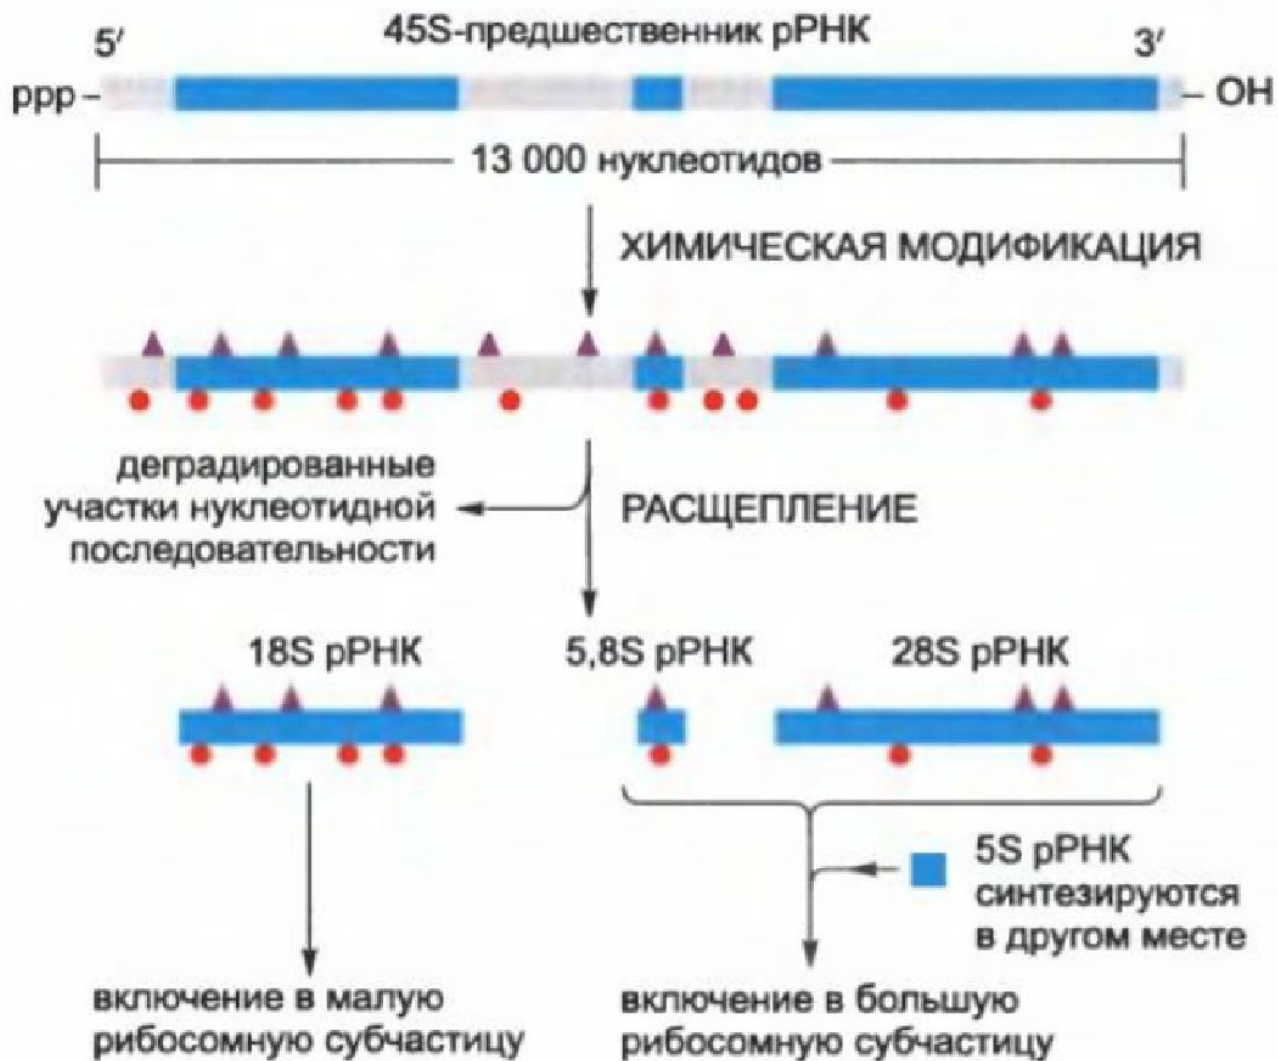 45S-предшественник рРНК
5′
3′
ppp
OH
13 000 нуклеотидов
ХИМИЧЕСКАЯ МОДИФИКАЦИЯ
деградированные
участки нуклеотидной
последовательности
РАСЩЕПЛЕНИЕ
18S рРНК
5,8S рРНК
28S рРНК
5S рРНК
синтезируются
в другом месте
включение в малую
рибосомную субчастицу
включение в большую
рибосомную субчастицу